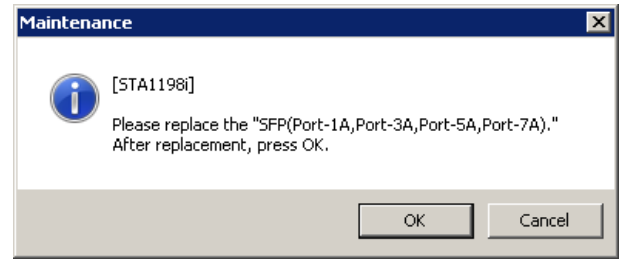 Maintenance
[STA1198i]
Please replace the "SFP(Port-1A,Port-3A,Port-5A,Port-7A)."
After replacement, press OK.
OK
Cancel